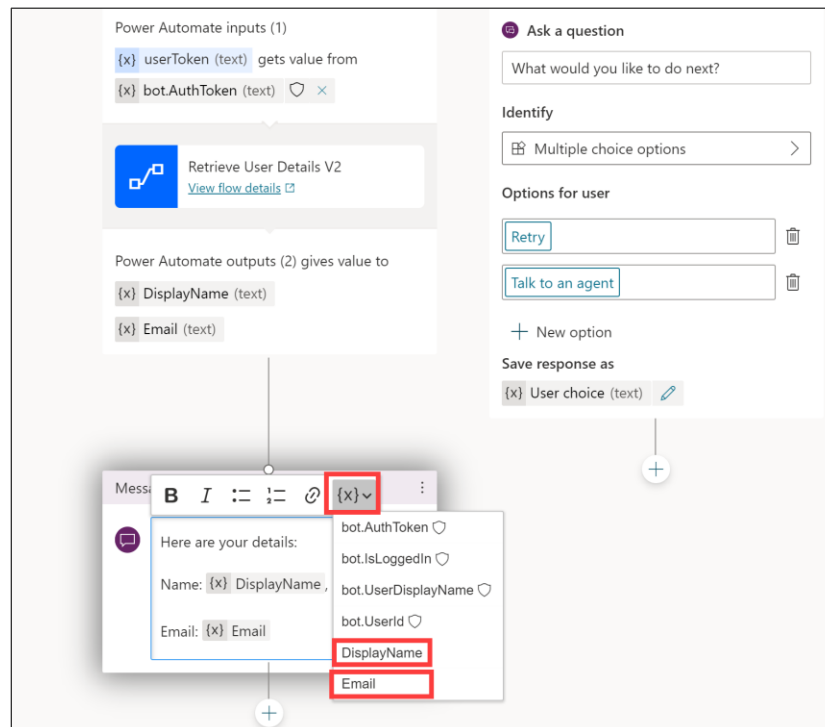 Power Automate inputs (1)
{x} userToken (text) gets value from
{x} bot.AuthToken (text)
Retrieve User Details V2
View flow details
Power Automate outputs (2) gives value to
{x} DisplayName (text)
{x} Email (text)
Ask a question
What would you like to do next?
Identify
Multiple choice options
Options for user
Retry
Talk to an agent
New option
Save response as
{x} User choice (text)
Messa
B I {x}
Here are your details:
Name: {x} DisplayName,
Email: {x} Email
bot.AuthToken
bot.IsLoggedIn
bot.UserDisplayName
bot.UserId
DisplayName
Email